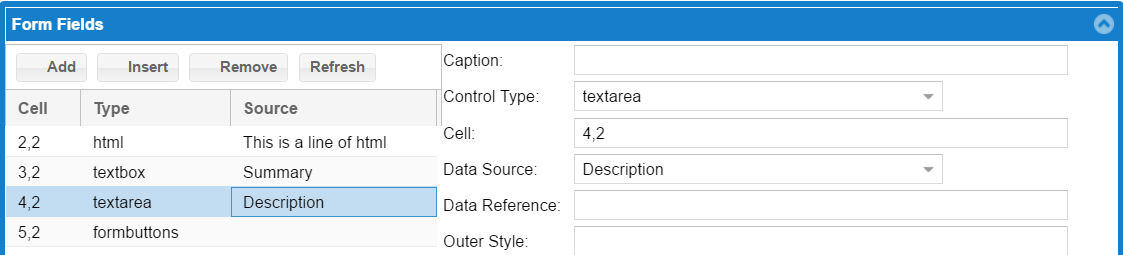 Form Fields
Add Insert Remove Refresh
Cell Type Source
2,2 html This is a line of html
3,2 textbox Summary
4,2 textarea Description
5,2 formbuttons
Caption:
Control Type: textarea
Cell: 4,2
Data Source: Description
Data Reference:
Outer Style: